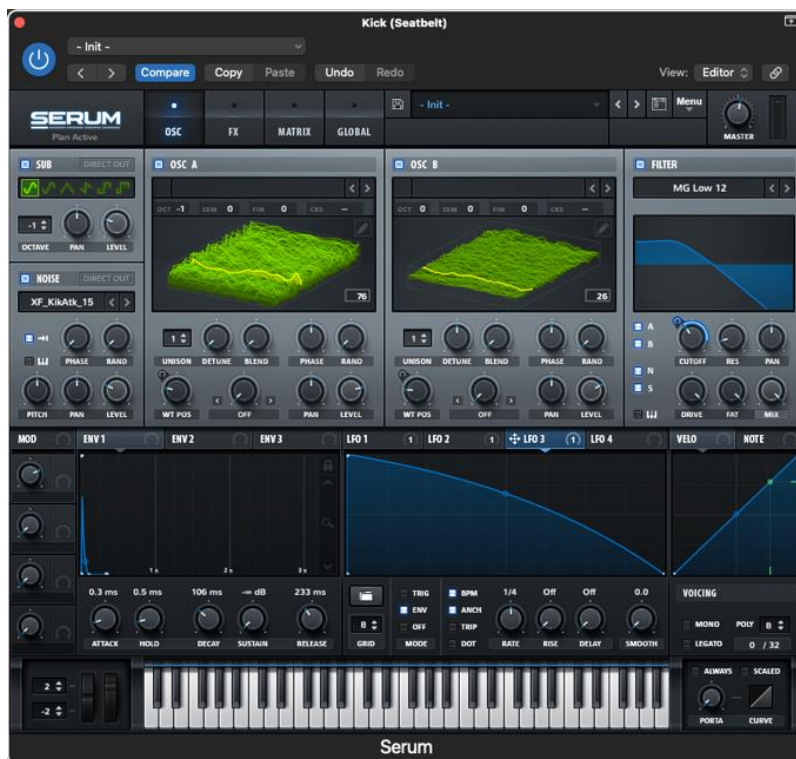 Kick (Seatbelt)
- Init -
Compare Copy Paste Undo Redo View: Editor
SERUM
Plan Active
OSC FX MATRIX GLOBAL
- Init -
Menu
MASTER
SUB DIRECT OUT
OSC A
OSC B
FILTER
MG Low 12
OCT -1 SEM 0 FIN 0 CRS --
OCT 0 SEM 0 FIN 0 CRS --
-1
OCTAVE PAN LEVEL
NOISE DIRECT OUT
76
26
XF_KikAtk_15
PHASE RAND
1
UNISON DETUNE BLEND PHASE RAND
1
UNISON DETUNE BLEND PHASE RAND
A
B
N
S
CUTOFF RES PAN
PITCH PAN LEVEL
WT POS OFF PAN LEVEL
WT POS OFF PAN LEVEL
DRIVE FAT MIX
MOD ENV 1 ENV 2 ENV 3 LFO 1 1 LFO 2 1 LFO 3 1 LFO 4 VELO NOTE
1 s 2 s 3 s
0.3 ms 0.5 ms 106 ms -∞ dB 233 ms
ATTACK HOLD DECAY SUSTAIN RELEASE
8
GRID
TRIG
ENV
OFF
MODE
BPM
ANCH
TRIP
DOT
1/4 Off Off 0.0
RATE RISE DELAY SMOOTH
VOICING
MONO POLY 8
LEGATO 0 / 32
2
-2
ALWAYS SCALED
PORTA CURVE
Serum